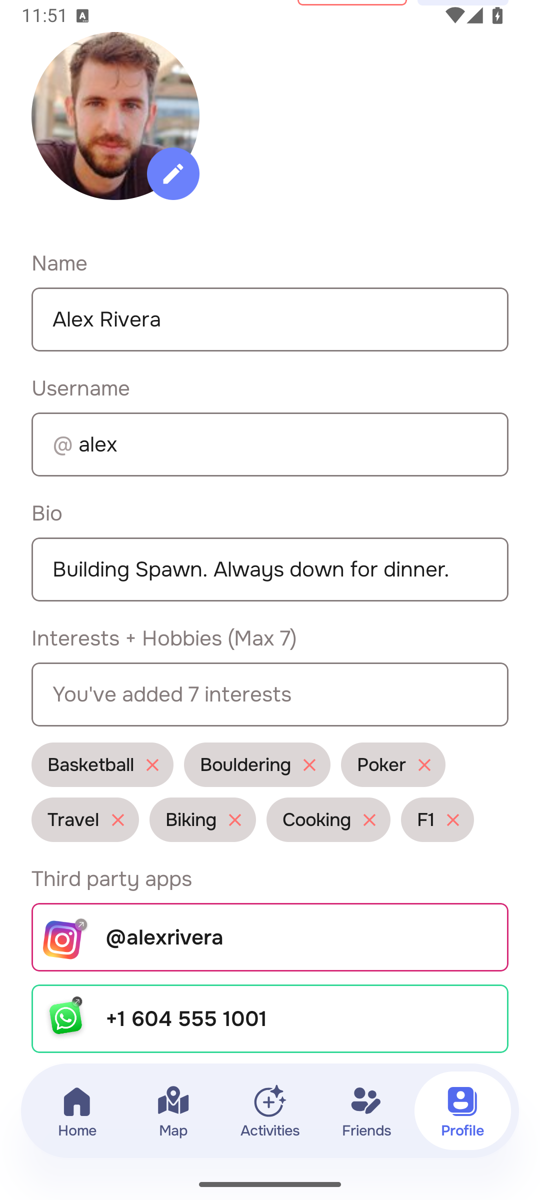 11:51 A
Name
Alex Rivera
Username
@ alex
Bio
Building Spawn. Always down for dinner.
Interests + Hobbies (Max 7)
You've added 7 interests
Basketball Bouldering Poker
Travel Biking Cooking F1
Third party apps
@alexrivera
+1 604 555 1001
Home Map Activities Friends Profile